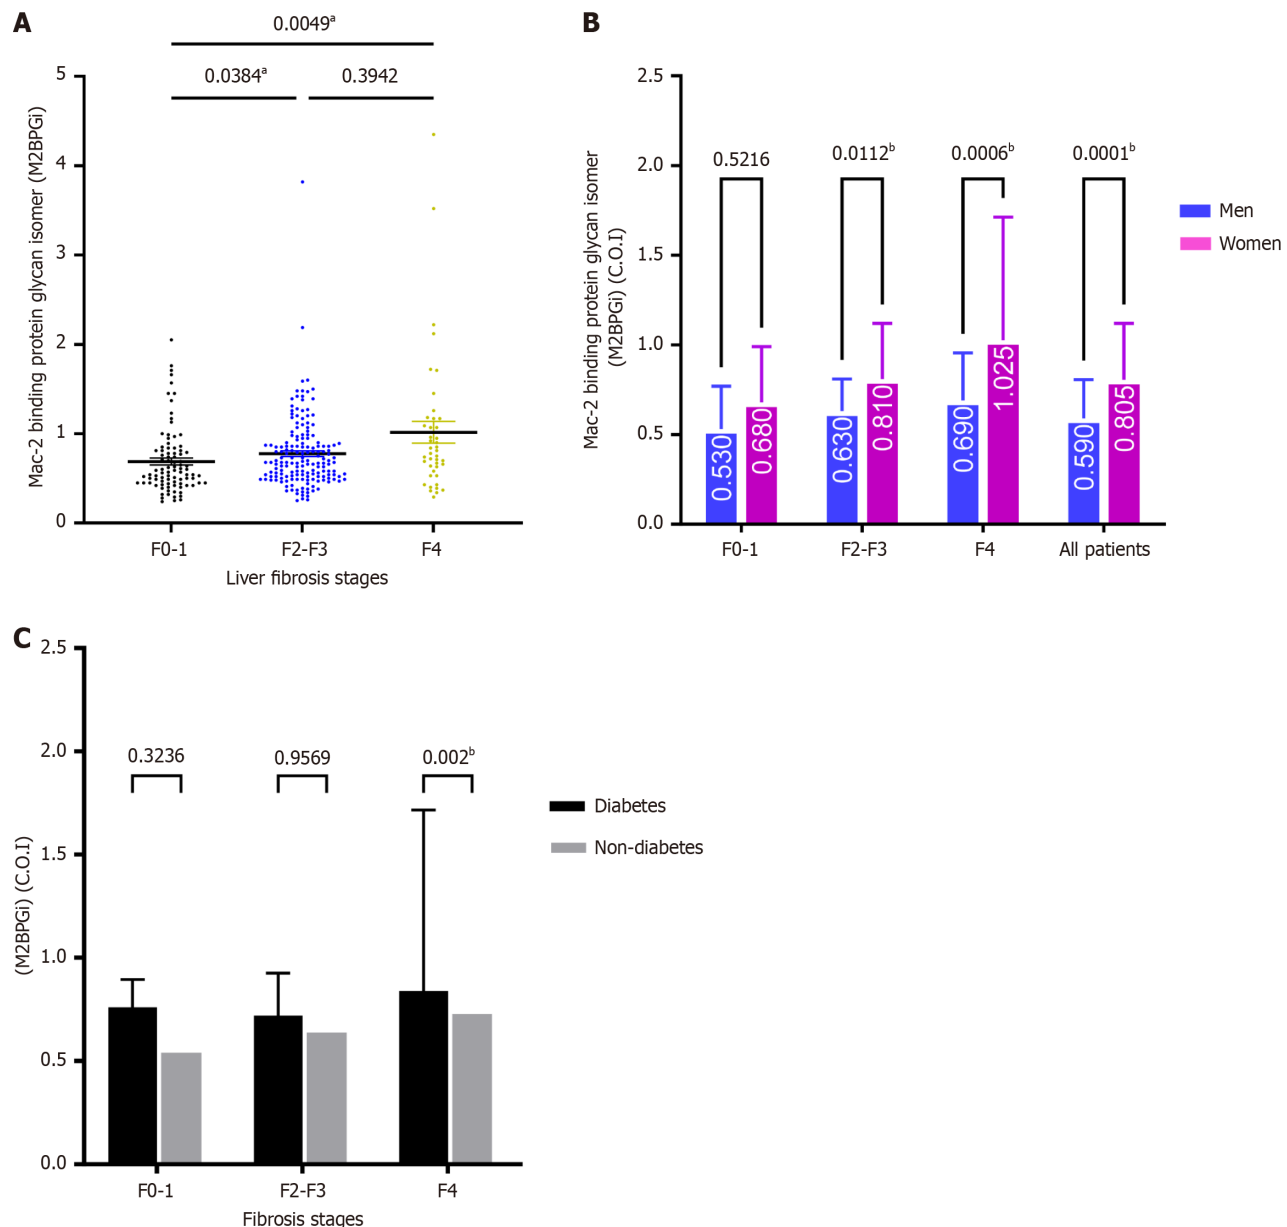 A
0.0049ᵃ
0.0384ᵃ
0.3942
5
4
3
2
1
0
Mac-2 binding protein glycan isomer (M2BPGi)
F0-1
F2-F3
F4
Liver fibrosis stages
B
2.5
2.0
1.5
1.0
0.5
0.0
Mac-2 binding protein glycan isomer
(M2BPGi) (C.O.I)
0.5216
0.0112ᵇ
0.0006ᵇ
0.0001ᵇ
0.530
0.680
0.630
0.810
0.690
1.025
0.590
0.805
F0-1
F2-F3
F4
All patients
Men
Women
C
2.5
2.0
1.5
1.0
0.5
0.0
(M2BPGi) (C.O.I)
0.3236
0.9569
0.002ᵇ
F0-1
F2-F3
F4
Fibrosis stages
Diabetes
Non-diabetes